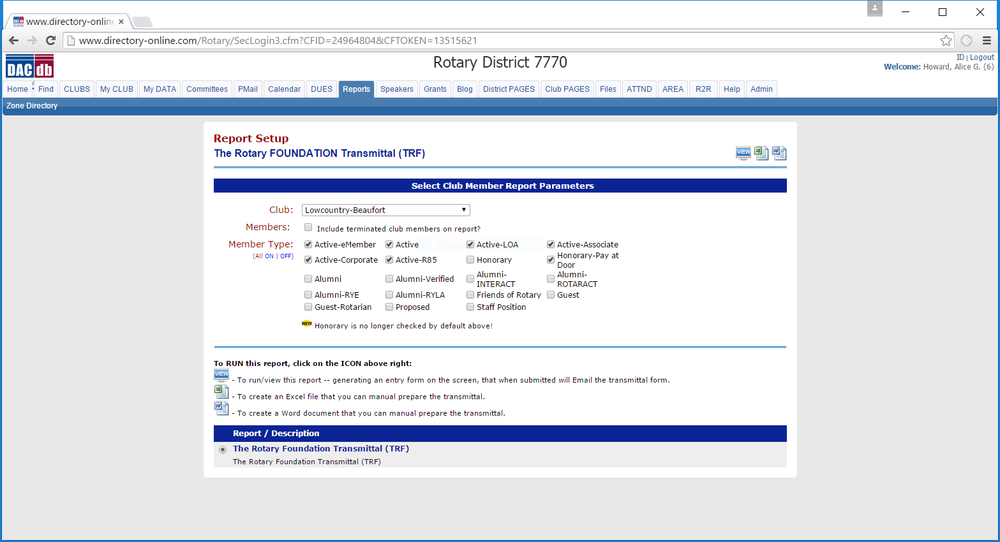 www.directory-onlin
www.directory-online.com/Rotary/SecLogin3.cfm?CFID=24964804&CFTOKEN=13515621
DACdb
Rotary District 7770
ID | Logout
Welcome: Howard, Alice G. (6)
Home Find CLUBS My CLUB My DATA Committees PMail Calendar DUES Reports Speakers Grants Blog District PAGES Club PAGES Files ATTND AREA R2R Help Admin
Zone Directory
Report Setup
The Rotary FOUNDATION Transmittal (TRF)
VIEW
Select Club Member Report Parameters
Club: Lowcountry-Beaufort
Members: Include terminated club members on report?
Member Type: Active-eMember Active Active-LOA Active-Associate
(All ON | OFF)
Active-Corporate Active-R85 Honorary Honorary-Pay at
Door
Alumni Alumni-Verified Alumni-
INTERACT Alumni-
ROTARACT
Alumni-RYE Alumni-RYLA Friends of Rotary Guest
Guest-Rotarian Proposed Staff Position
NEW Honorary is no longer checked by default above!
To RUN this report, click on the ICON above right:
VIEW - To run/view this report -- generating an entry form on the screen, that when submitted will Email the transmittal form.
- To create an Excel file that you can manual prepare the transmittal.
- To create a Word document that you can manual prepare the transmittal.
Report / Description
The Rotary Foundation Transmittal (TRF)
The Rotary Foundation Transmittal (TRF)